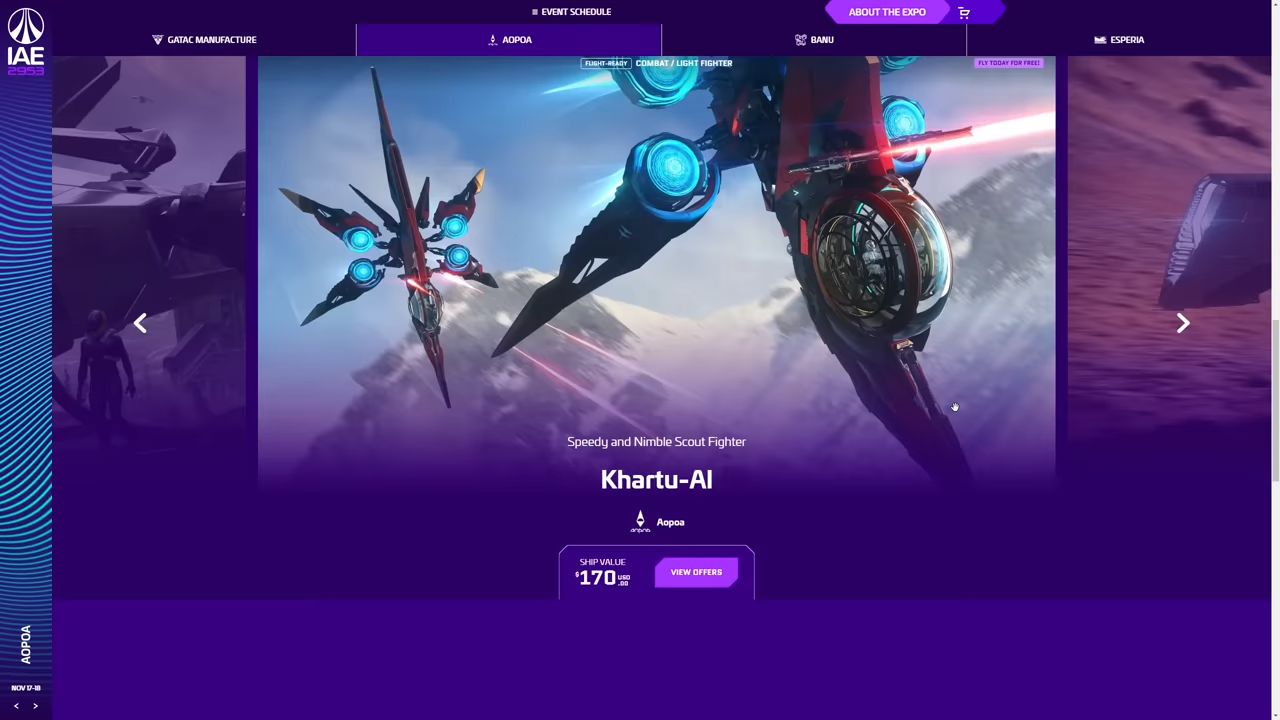 EVENT SCHEDULE
ABOUT THE EXPO
IAE
2953
GATAC MANUFACTURE
AOPOA
BANU
ESPERIA
FLIGHT-READY
COMBAT / LIGHT FIGHTER
FLY TODAY FOR FREE!
Speedy and Nimble Scout Fighter
Khartu-Al
aopoa
Aopoa
SHIP VALUE
$170 USD .00
VIEW OFFERS
AOPOA
NOV 17-18